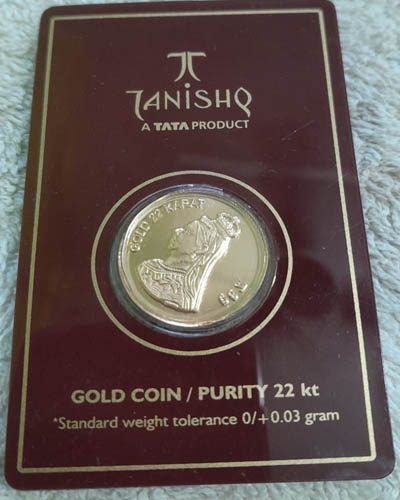 TANISHQ
A TATA PRODUCT
GOLD 22 KARAT
GOLD COIN / PURITY 22 kt
*Standard weight tolerance 0/+0.03 gram